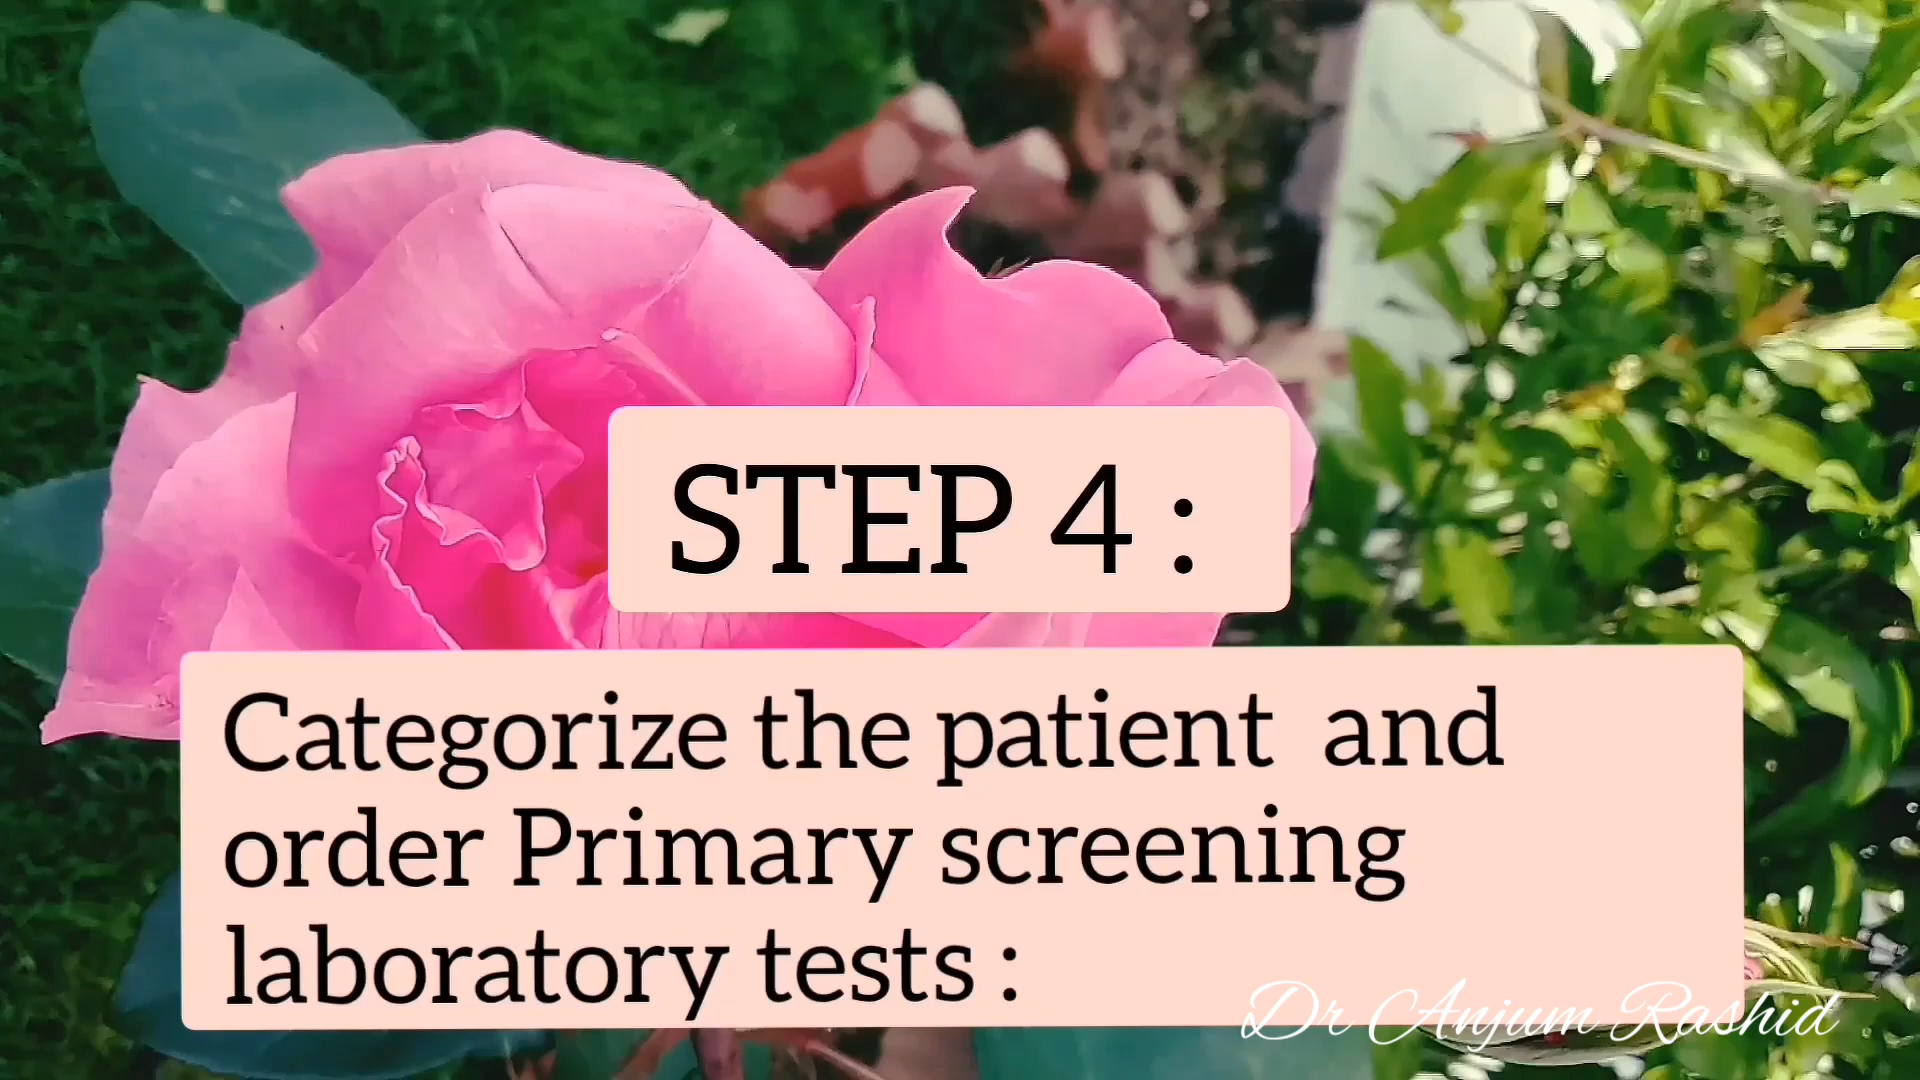 STEP 4 :
Categorize the patient and
order Primary screening
laboratory tests :
Dr Anjum Rashid